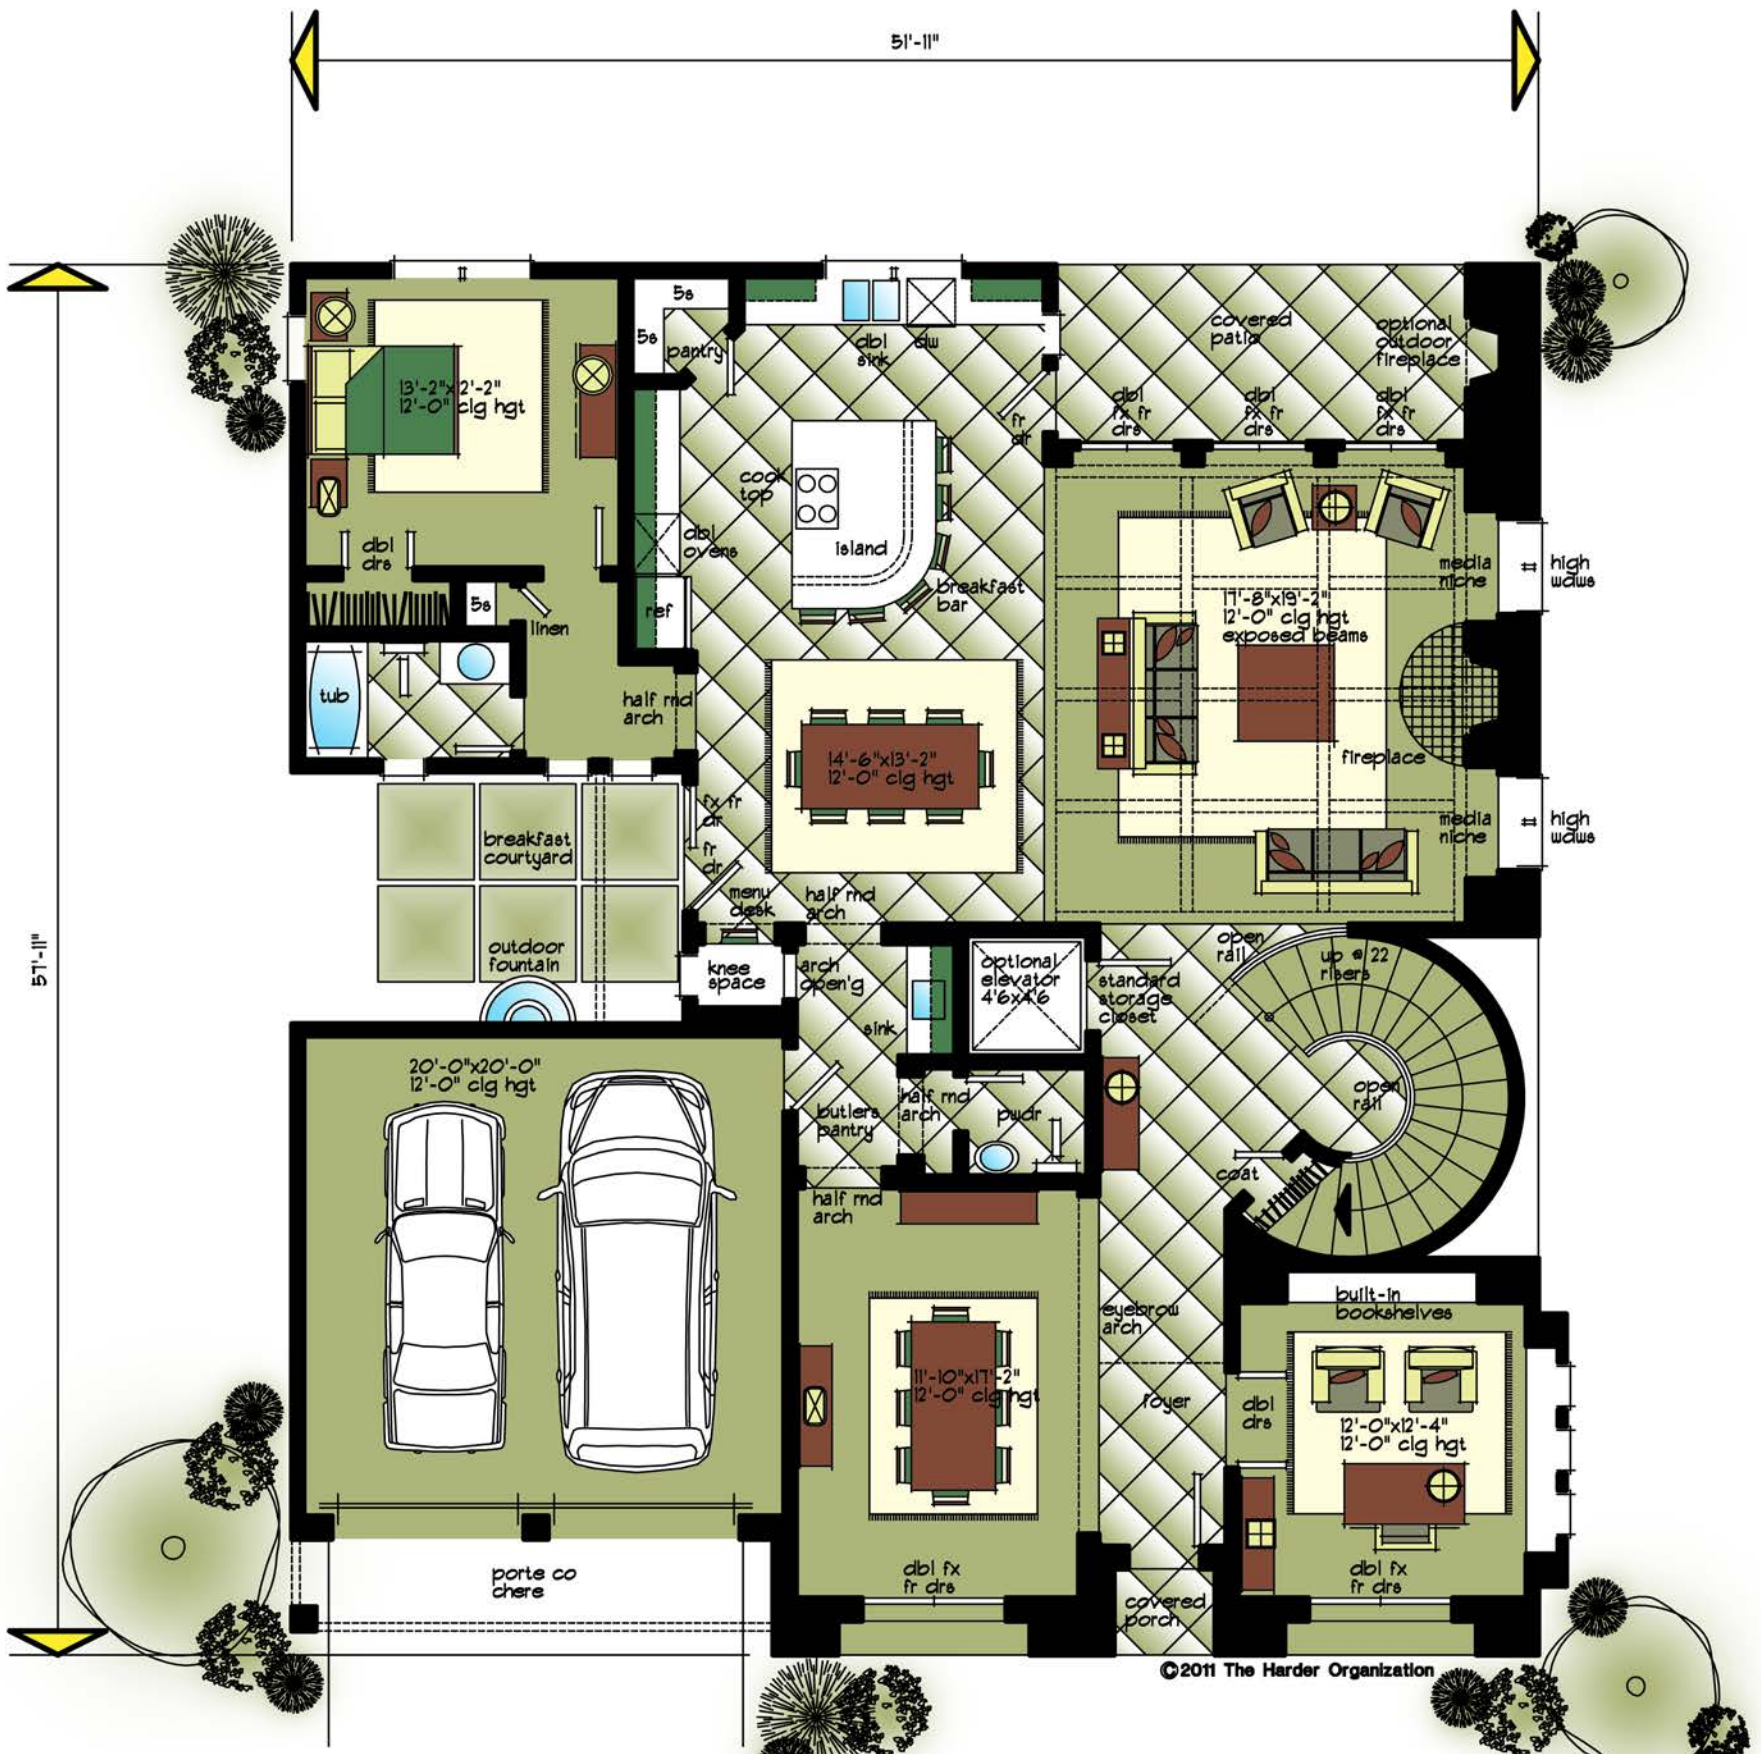 51'-11"
57'-11"
5s
5s
pantry
dbl
sink
dw
covered
patio
optional
outdoor
fireplace
13'-2"x12'-2"
12'-0" clg hgt
dbl
fx fr
drs
dbl
fx fr
drs
dbl
fx fr
drs
fr
dr
cook
top
dbl
ovens
island
dbl
drs
media
niche
high
wdws
5s
linen
ref
breakfast
bar
17'-8"x19'-2"
12'-0" clg hgt
exposed beams
tub
half rnd
arch
14'-6"x13'-2"
12'-0" clg hgt
fireplace
fx fr
dr
fr
dr
breakfast
courtyard
media
niche
high
wdws
menu
desk
half rnd
arch
outdoor
fountain
knee
space
arch
open'g
optional
elevator
4'6x4'6
standard
storage
closet
open
rail
up @ 22
risers
sink
20'-0"x20'-0"
12'-0" clg hgt
butlers
pantry
half rnd
arch
pwdr
open
rail
coat
half rnd
arch
eyebrow
arch
built-in
bookshelves
11'-10"x17'-2"
12'-0" clg hgt
foyer
dbl
drs
12'-0"x12'-4"
12'-0" clg hgt
porte co
chere
dbl fx
fr drs
covered
porch
dbl fx
fr drs
©2011 The Harder Organization